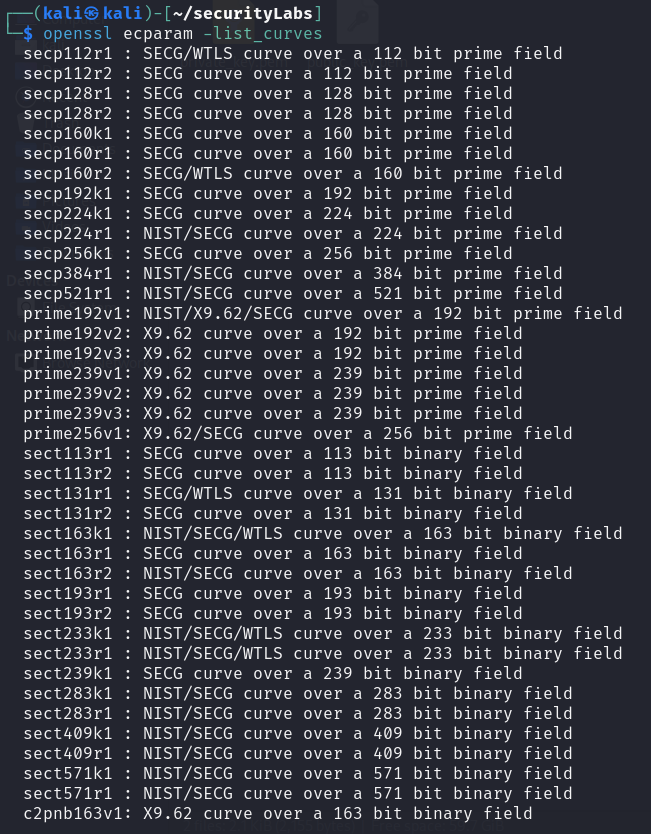 ┌──(kali㉿kali)-[~/securityLabs]
└─$ openssl ecparam -list_curves
secp112r1 : SECG/WTLS curve over a 112 bit prime field
secp112r2 : SECG curve over a 112 bit prime field
secp128r1 : SECG curve over a 128 bit prime field
secp128r2 : SECG curve over a 128 bit prime field
secp160k1 : SECG curve over a 160 bit prime field
secp160r1 : SECG curve over a 160 bit prime field
secp160r2 : SECG/WTLS curve over a 160 bit prime field
secp192k1 : SECG curve over a 192 bit prime field
secp224k1 : SECG curve over a 224 bit prime field
secp224r1 : NIST/SECG curve over a 224 bit prime field
secp256k1 : SECG curve over a 256 bit prime field
secp384r1 : NIST/SECG curve over a 384 bit prime field
secp521r1 : NIST/SECG curve over a 521 bit prime field
prime192v1: NIST/X9.62/SECG curve over a 192 bit prime field
prime192v2: X9.62 curve over a 192 bit prime field
prime192v3: X9.62 curve over a 192 bit prime field
prime239v1: X9.62 curve over a 239 bit prime field
prime239v2: X9.62 curve over a 239 bit prime field
prime239v3: X9.62 curve over a 239 bit prime field
prime256v1: X9.62/SECG curve over a 256 bit prime field
sect113r1 : SECG curve over a 113 bit binary field
sect113r2 : SECG curve over a 113 bit binary field
sect131r1 : SECG/WTLS curve over a 131 bit binary field
sect131r2 : SECG curve over a 131 bit binary field
sect163k1 : NIST/SECG/WTLS curve over a 163 bit binary field
sect163r1 : SECG curve over a 163 bit binary field
sect163r2 : NIST/SECG curve over a 163 bit binary field
sect193r1 : SECG curve over a 193 bit binary field
sect193r2 : SECG curve over a 193 bit binary field
sect233k1 : NIST/SECG/WTLS curve over a 233 bit binary field
sect233r1 : NIST/SECG/WTLS curve over a 233 bit binary field
sect239k1 : SECG curve over a 239 bit binary field
sect283k1 : NIST/SECG curve over a 283 bit binary field
sect283r1 : NIST/SECG curve over a 283 bit binary field
sect409k1 : NIST/SECG curve over a 409 bit binary field
sect409r1 : NIST/SECG curve over a 409 bit binary field
sect571k1 : NIST/SECG curve over a 571 bit binary field
sect571r1 : NIST/SECG curve over a 571 bit binary field
c2pnb163v1: X9.62 curve over a 163 bit binary field